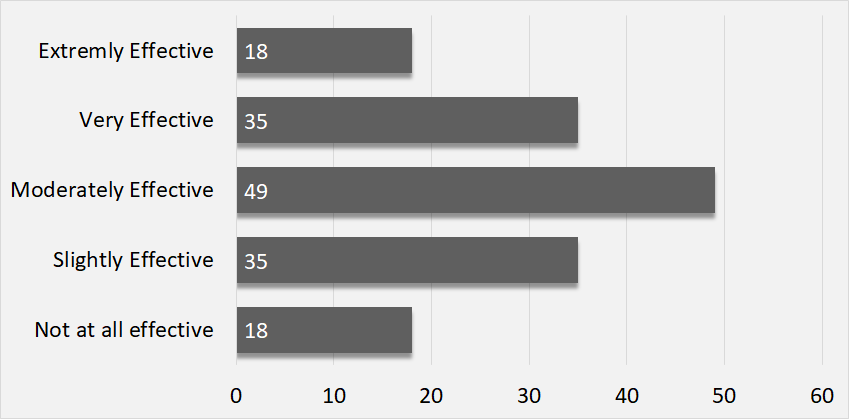 Extremly Effective 18
Very Effective 35
Moderately Effective 49
Slightly Effective 35
Not at all effective 18
0 10 20 30 40 50 60